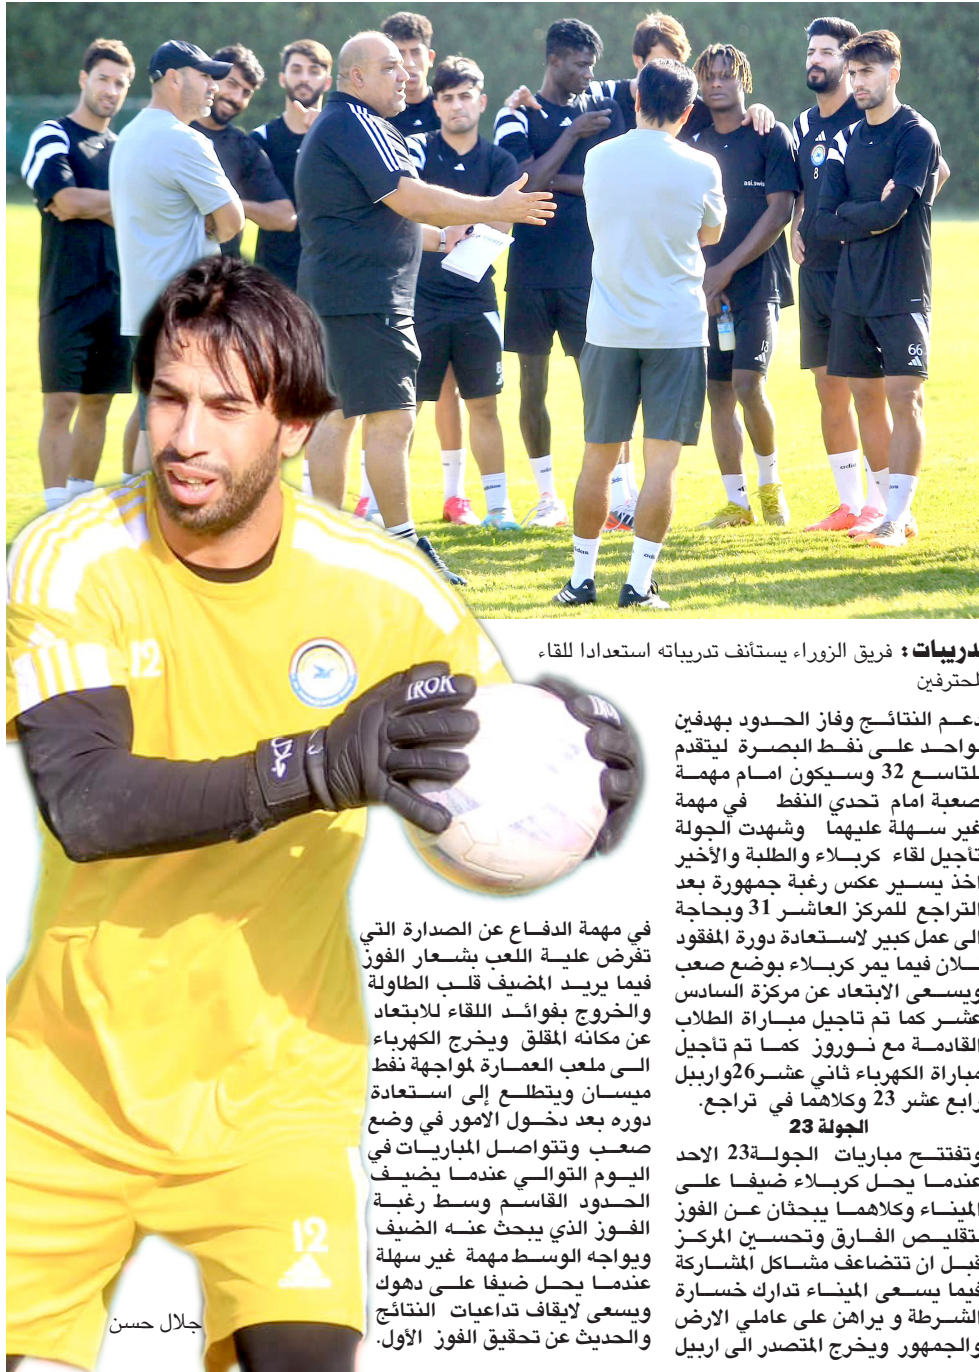 تدريبات : فريق الزوراء يستأنف تدريباته استعدادا للقاء
المحترفين
دعم النتائج وفاز الحدود بهدفين
لواحد على نفط البصرة ليتقدم
للتاسع 32 وسيكون امام مهمة
صعبة امام تحدي النفط في مهمة
غير سهلة عليهما وشهدت الجولة
تأجيل لقاء كربلاء والطلبة والأخير
اخذ يسير عكس رغبة جمهورة بعد
التراجع للمركز العاشر 31 وبحاجة
الى عمل كبير لاستعادة دورة المفقود
لان فيما يمر كربلاء بوضع صعب
ويسعى الابتعاد عن مركزة السادس
عشر كما تم تاجيل مباراة الطلاب
القادمة مع نوروز كما تم تأجيل
مباراة الكهرباء ثاني عشر26واربيل
رابع عشر 23 وكلاهما في تراجع.
الجولة 23
وتفتتح مباريات الجولة23 الاحد
عندما يحل كربلاء ضيفا على
الميناء وكلاهما يبحثان عن الفوز
لتقليص الفارق وتحسين المركز
قبل ان تتضاعف مشاكل المشاركة
فيما يسعى الميناء تدارك خسارة
الشرطة و يراهن على عاملي الارض
والجمهور ويخرج المتصدر الى اربيل
في مهمة الدفاع عن الصدارة التي
تفرض علية اللعب بشعار الفوز
فيما يريد المضيف قلب الطاولة
والخروج بفوائد اللقاء للابتعاد
عن مكانه المقلق ويخرج الكهرباء
الى ملعب العمارة لمواجهة نفط
ميسان ويتطلع إلى استعادة
دوره بعد دخول الامور في وضع
صعب وتتواصل المباريات في
اليوم التوالي عندما يضيف
الحدود القاسم وسط رغبة
الفوز الذي يبحث عنه الضيف
ويواجه الوسط مهمة غير سهلة
عندما يحل ضيفا على دهوك
ويسعى لايقاف تداعيات النتائج
والحديث عن تحقيق الفوز الأول.
جلال حسن
12
12
IROK
جلال
8
8
13
66
asi.swiss
adidas